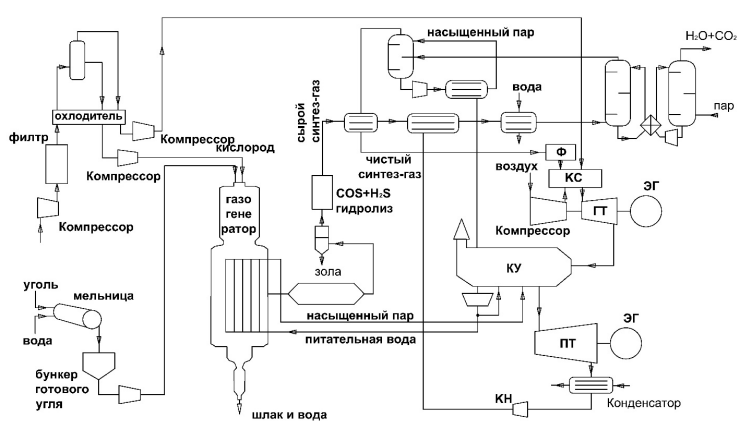 насыщенный пар
H₂O+CO₂
охлодитель
сырой
синтез-газ
вода
пар
фильтр
Компрессор
кислород
Компрессор
чистый
синтез-газ
Ф
воздух
КС
ЭГ
газо
гене
ратор
COS+H₂S
гидролиз
Компрессор
ГТ
Компрессор
зола
КУ
уголь
мельница
насыщенный пар
вода
питательная вода
ЭГ
ПТ
бункер
готового
угля
шлак и вода
КН
Конденсатор